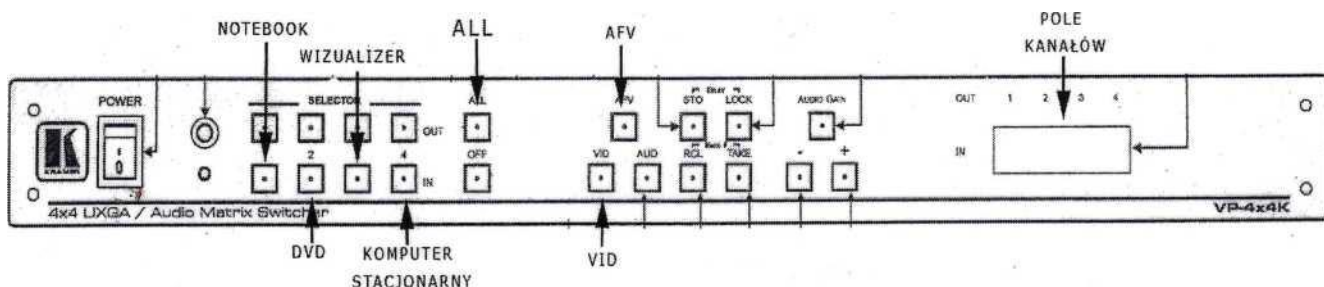 NOTEBOOK
WIZUALIZER
ALL
AFV
POLE
KANAŁÓW
POWER
SELECTOR
ALL
AFV
STO
LOCK
AUDIO GAIN
OUT 1 2 3 4
OUT
2 4 IN
OFF
VID
AUD
RCL
TAKE
- +
IN
KRAMER
4x4 UXGA / Audio Matrix Switcher
VP-4x4K
DVD
KOMPUTER
STACJONARNY
VID